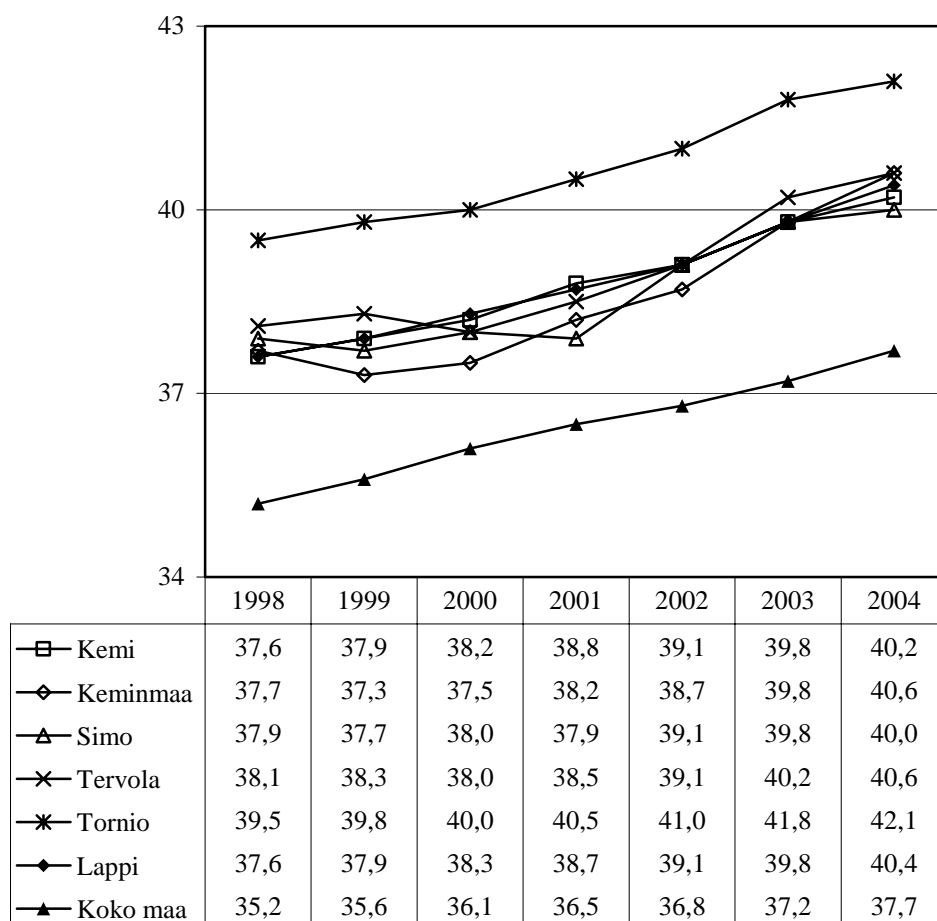 43
40
37
34
1998 1999 2000 2001 2002 2003 2004
Kemi 37,6 37,9 38,2 38,8 39,1 39,8 40,2
Keminmaa 37,7 37,3 37,5 38,2 38,7 39,8 40,6
Simo 37,9 37,7 38,0 37,9 39,1 39,8 40,0
Tervola 38,1 38,3 38,0 38,5 39,1 40,2 40,6
Tornio 39,5 39,8 40,0 40,5 41,0 41,8 42,1
Lappi 37,6 37,9 38,3 38,7 39,1 39,8 40,4
Koko maa 35,2 35,6 36,1 36,5 36,8 37,2 37,7